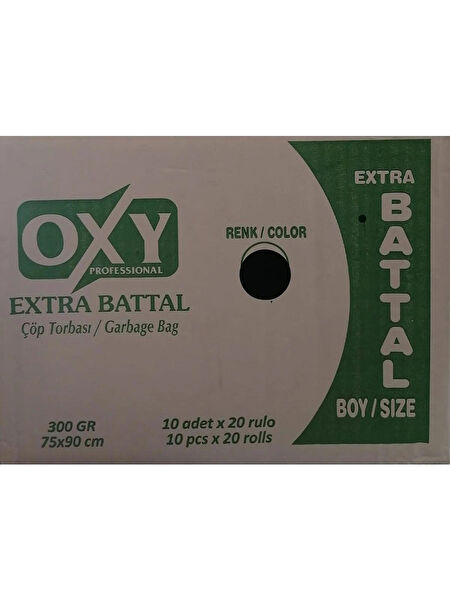 OXY
PROFESSIONAL
EXTRA BATTAL
Çöp Torbası / Garbage Bag
300 GR
75x90 cm
RENK / COLOR
10 adet x 20 rulo
10 pcs x 20 rolls
EXTRA
BATTAL
BOY / SIZE